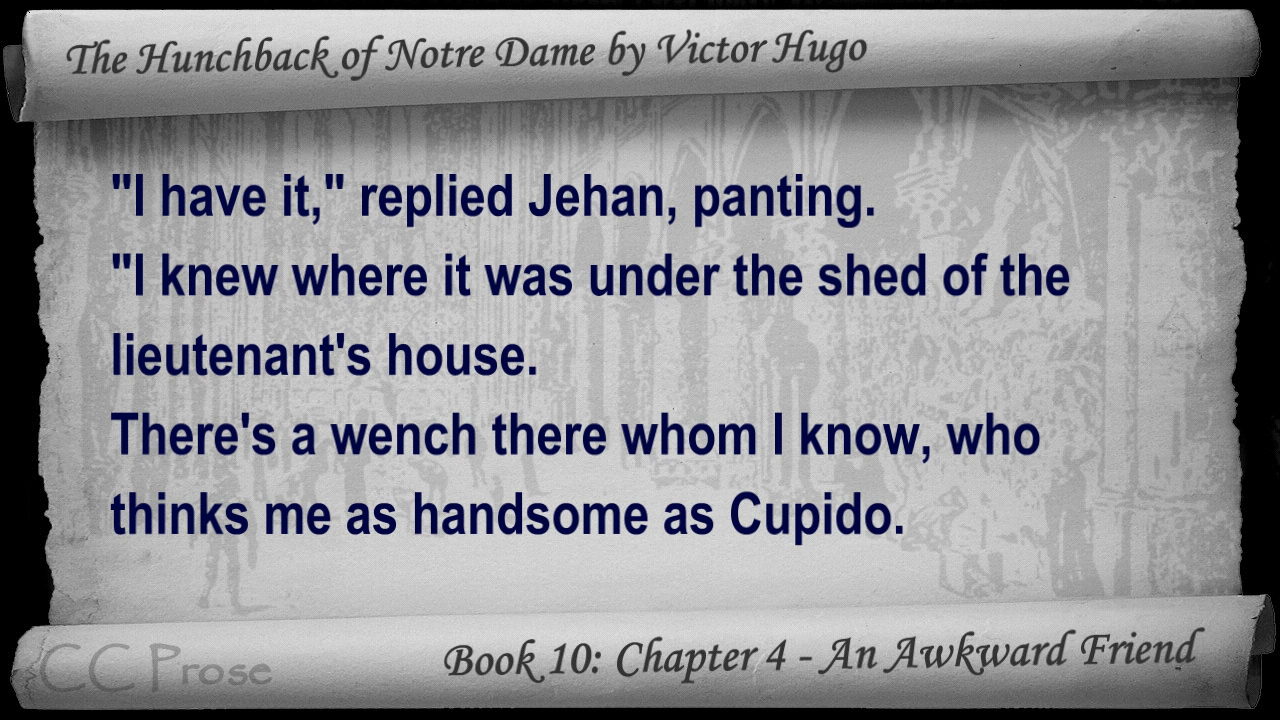 The Hunchback of Notre Dame by Victor Hugo
"I have it," replied Jehan, panting.
"I knew where it was under the shed of the
lieutenant's house.
There's a wench there whom I know, who
thinks me as handsome as Cupido.
CC Prose
Book 10: Chapter 4 - An Awkward Friend